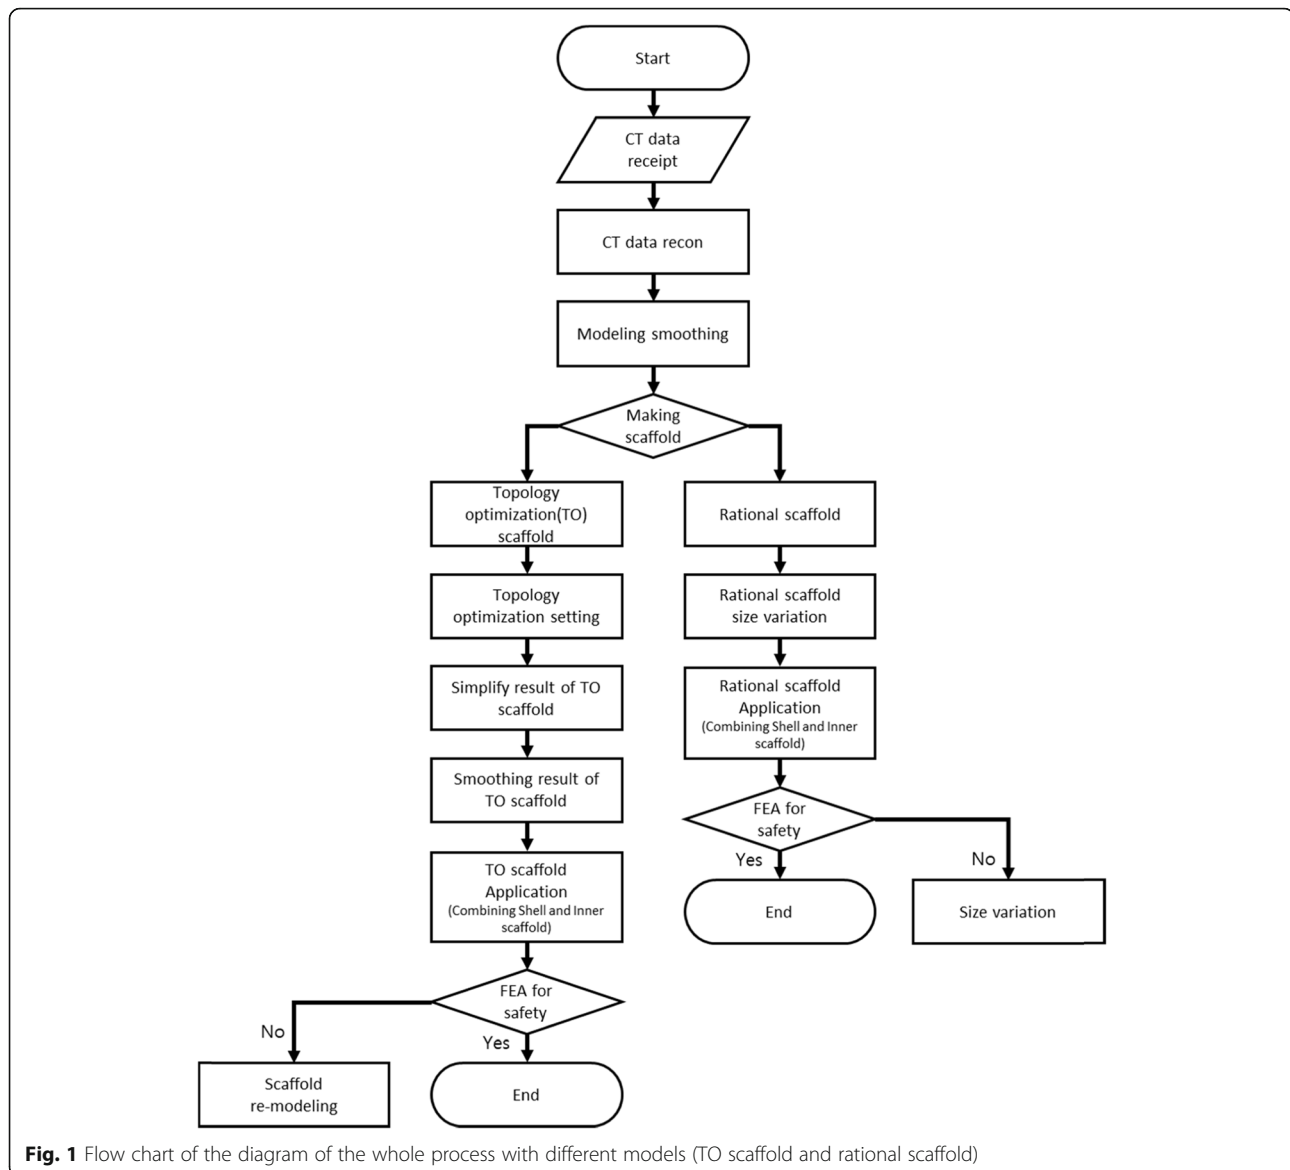 Start
CT data
receipt
CT data recon
Modeling smoothing
Making
scaffold
Topology
optimization(TO)
scaffold
Topology
optimization setting
Simplify result of TO
scaffold
Smoothing result of
TO scaffold
TO scaffold
Application
(Combining Shell and Inner
scaffold)
FEA for
safety
No
Yes
Scaffold
re-modeling
End
Rational scaffold
Rational scaffold
size variation
Rational scaffold
Application
(Combining Shell and Inner
scaffold)
FEA for
safety
Yes
No
End
Size variation
Fig. 1 Flow chart of the diagram of the whole process with different models (TO scaffold and rational scaffold)